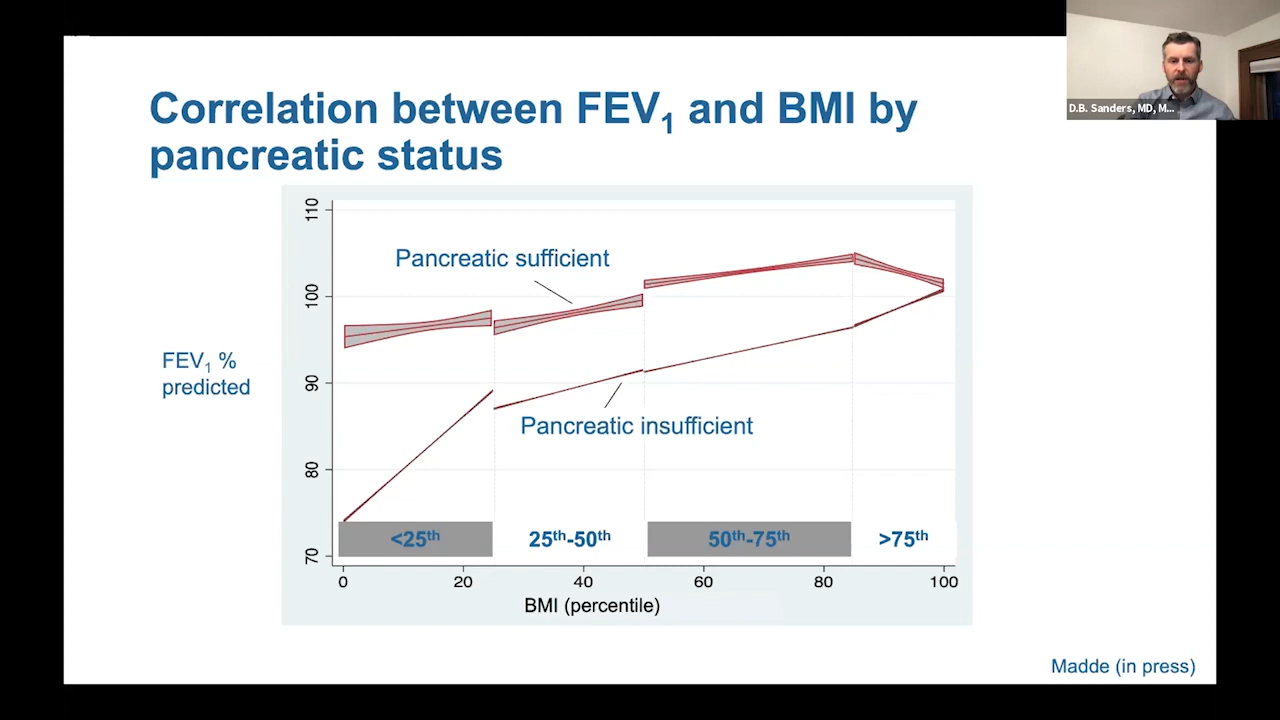 D.B. Sanders, MD, M...
Correlation between FEV₁ and BMI by
pancreatic status
110
100
90
80
70
Pancreatic sufficient
FEV₁ %
predicted
Pancreatic insufficient
<25ᵗʰ
25ᵗʰ-50ᵗʰ
50ᵗʰ-75ᵗʰ
>75ᵗʰ
0
20
40
60
80
100
BMI (percentile)
Madde (in press)